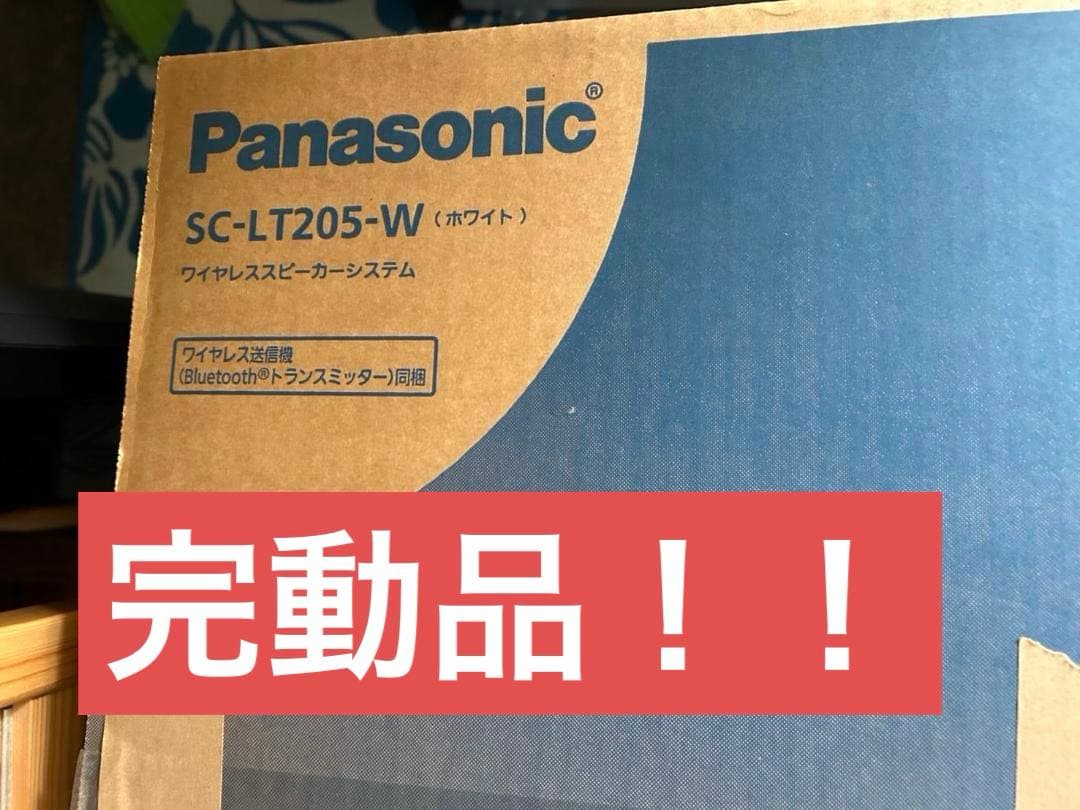 Panasonic®
SC-LT205-W（ホワイト）
ワイヤレススピーカーシステム
ワイヤレス送信機
(Bluetooth®トランスミッター)同梱
完動品！！